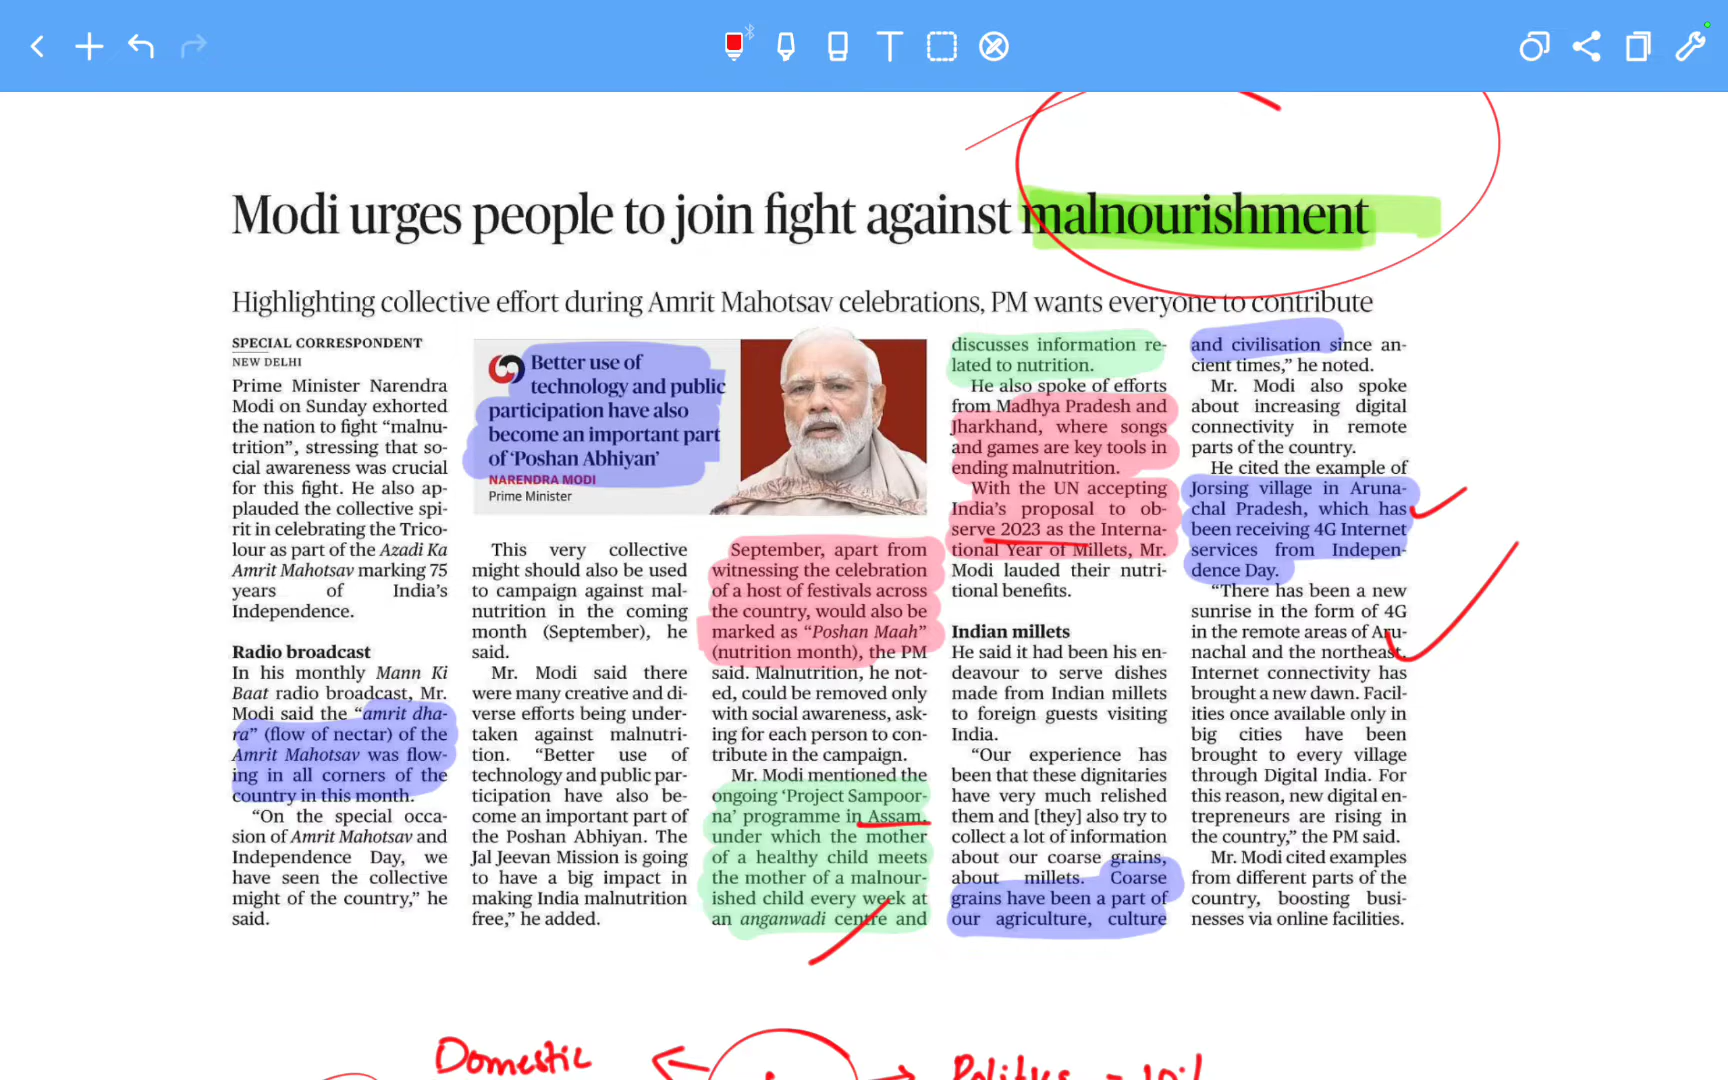 Modi urges people to join fight against malnourishment
Highlighting collective effort during Amrit Mahotsav celebrations, PM wants everyone to contribute
SPECIAL CORRESPONDENT
NEW DELHI
Prime Minister Narendra
Modi on Sunday exhorted
the nation to fight “malnu-
trition”, stressing that so-
cial awareness was crucial
for this fight. He also ap-
plauded the collective spi-
rit in celebrating the Trico-
lour as part of the Azadi Ka
Amrit Mahotsav marking 75
years of India’s
Independence.
Radio broadcast
In his monthly Mann Ki
Baat radio broadcast, Mr.
Modi said the “amrit dha-
ra” (flow of nectar) of the
Amrit Mahotsav was flow-
ing in all corners of the
country in this month.
“On the special occa-
sion of Amrit Mahotsav and
Independence Day, we
have seen the collective
might of the country,” he
said.
Better use of
technology and public
participation have also
become an important part
of ‘Poshan Abhiyan’
NARENDRA MODI
Prime Minister
This very collective
might should also be used
to campaign against mal-
nutrition in the coming
month (September), he
said.
Mr. Modi said there
were many creative and di-
verse efforts being under-
taken against malnutri-
tion. “Better use of
technology and public par-
ticipation have also be-
come an important part of
the Poshan Abhiyan. The
Jal Jeevan Mission is going
to have a big impact in
making India malnutrition
free,” he added.
September, apart from
witnessing the celebration
of a host of festivals across
the country, would also be
marked as “Poshan Maah”
(nutrition month), the PM
said. Malnutrition, he not-
ed, could be removed only
with social awareness, ask-
ing for each person to con-
tribute in the campaign.
Mr. Modi mentioned the
ongoing ‘Project Sampoor-
na’ programme in Assam,
under which the mother
of a healthy child meets
the mother of a malnour-
ished child every week at
an anganwadi centre and
discusses information re-
lated to nutrition.
He also spoke of efforts
from Madhya Pradesh and
Jharkhand, where songs
and games are key tools in
ending malnutrition.
With the UN accepting
India’s proposal to ob-
serve 2023 as the Interna-
tional Year of Millets, Mr.
Modi lauded their nutri-
tional benefits.
Indian millets
He said it had been his en-
deavour to serve dishes
made from Indian millets
to foreign guests visiting
India.
“Our experience has
been that these dignitaries
have very much relished
them and [they] also try to
collect a lot of information
about our coarse grains,
about millets. Coarse
grains have been a part of
our agriculture, culture
and civilisation since an-
cient times,” he noted.
Mr. Modi also spoke
about increasing digital
connectivity in remote
parts of the country.
He cited the example of
Jorsing village in Aruna-
chal Pradesh, which has
been receiving 4G Internet
services from Indepen-
dence Day.
“There has been a new
sunrise in the form of 4G
in the remote areas of Aru-
nachal and the northeast.
Internet connectivity has
brought a new dawn. Facil-
ities once available only in
big cities have been
brought to every village
through Digital India. For
this reason, new digital en-
trepreneurs are rising in
the country,” the PM said.
Mr. Modi cited examples
from different parts of the
country, boosting busi-
nesses via online facilities.
Domestic
Politics